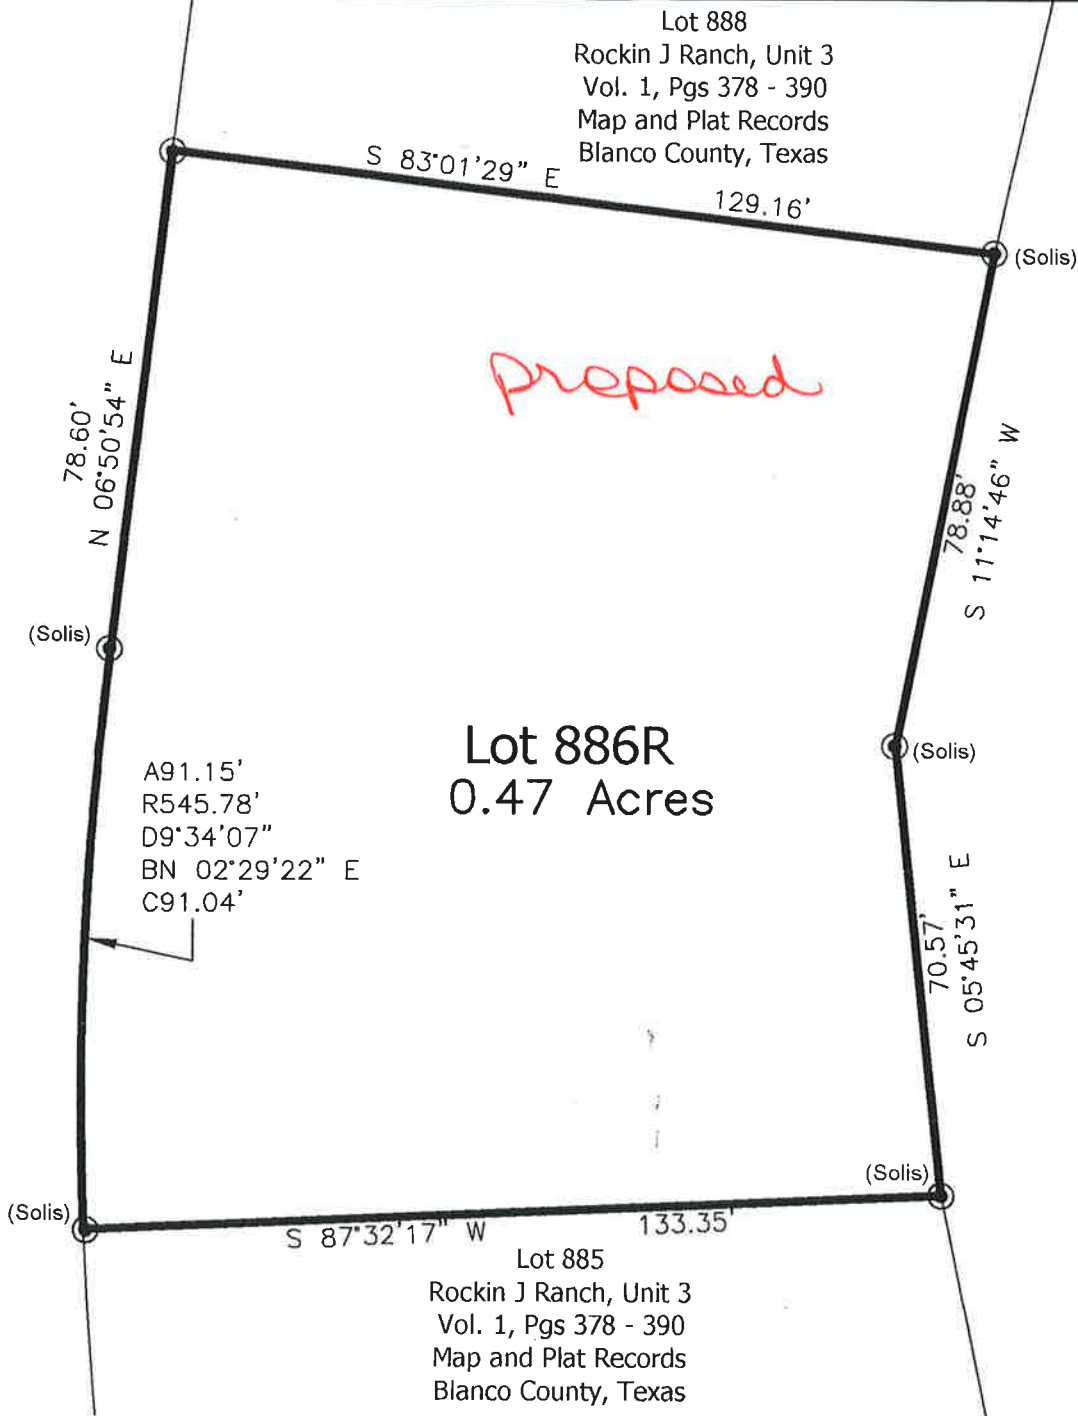 Lot 888
Rockin J Ranch, Unit 3
Vol. 1, Pgs 378 - 390
Map and Plat Records
Blanco County, Texas
S 83°01'29" E
129.16'
(Solis)
proposed
78.60'
N 06°50'54" E
78.88'
S 11°14'46" W
(Solis)
(Solis)
Lot 886R
0.47 Acres
A91.15'
R545.78'
D9°34'07"
BN 02°29'22" E
C91.04'
70.57'
S 05°45'31" E
(Solis)
(Solis)
S 87°32'17" W
133.35'
Lot 885
Rockin J Ranch, Unit 3
Vol. 1, Pgs 378 - 390
Map and Plat Records
Blanco County, Texas